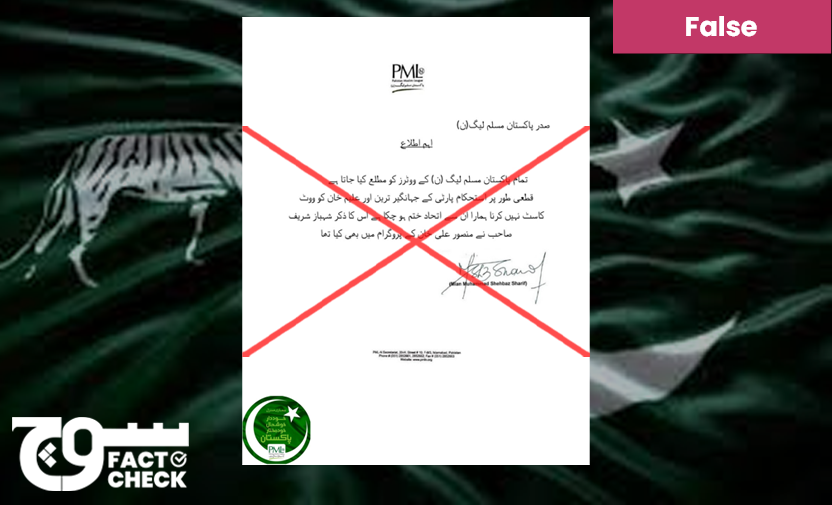 False
PML
صدر پاکستان مسلم لیگ(ن)
اہم اطلاع
تمام پاکستان مسلم لیگ (ن) کے ووٹرز کو مطلع کیا جاتا ہے
قطعی طور پر استحکام پارٹی کے جہانگیر ترین اور علیم خان کو ووٹ
کاسٹ نہیں کرنا ہمارا ان سے اتحاد ختم ہو چکا ہے اس کا ذکر شہباز شریف
صاحب نے منصور علی خان کے پروگرام میں بھی کیا تھا
(Mian Muhammad Shehbaz Sharif)
پاکستان
PML
سوچ
FACT
CHECK